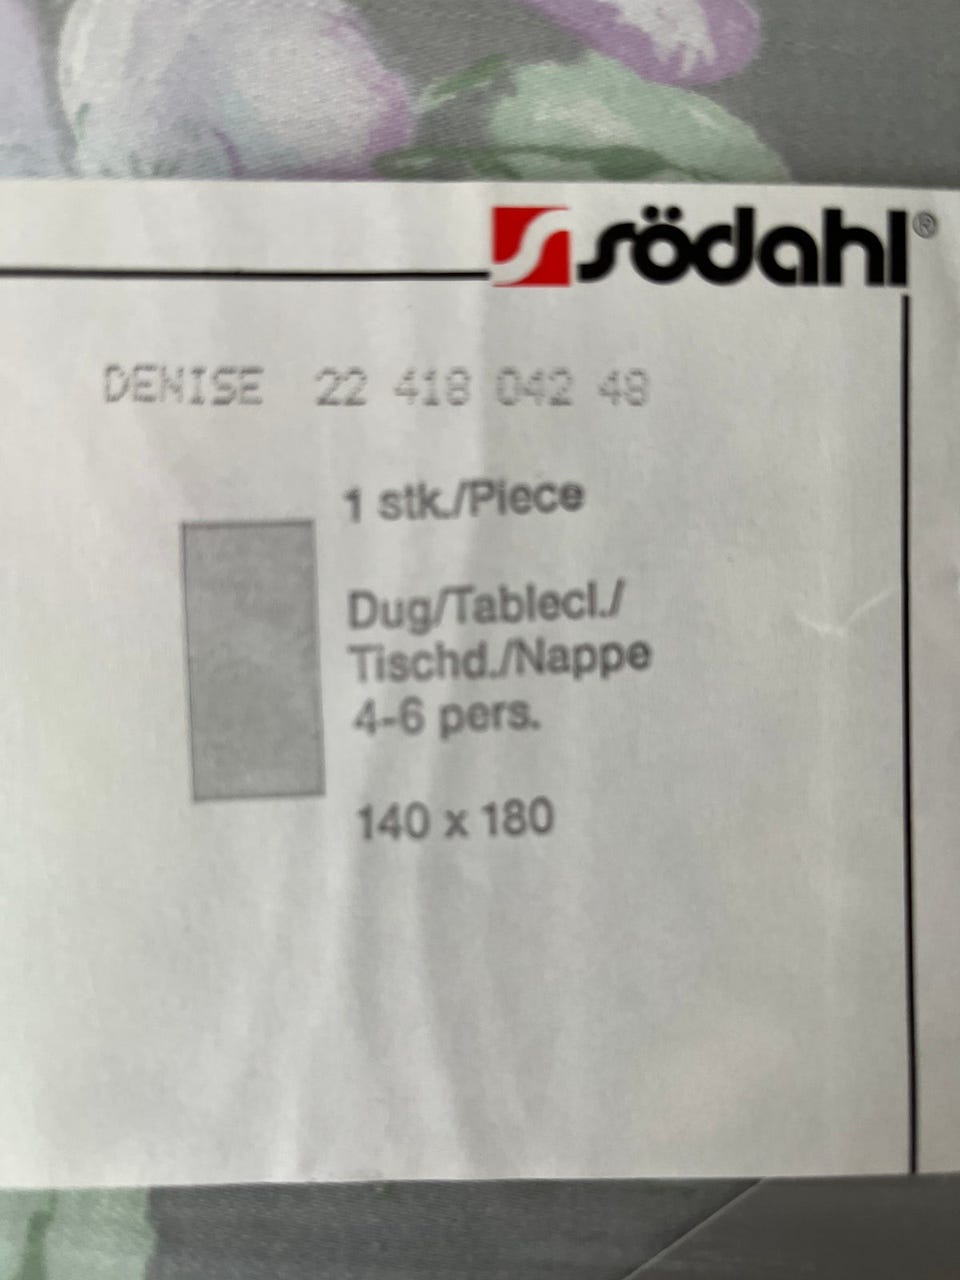 södahl®
DENISE 22 418 042 48
1 stk./Piece
Dug/Tablecl./
Tischd./Nappe
4-6 pers.
140 x 180